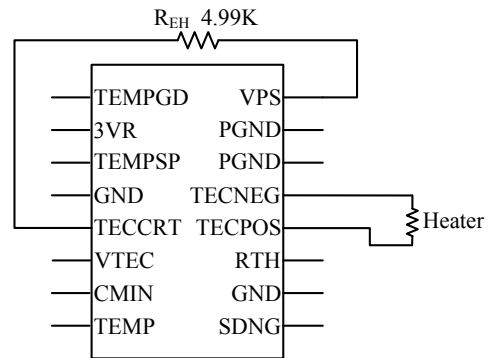 R_EH 4.99K
TEMPGD VPS
3VR PGND
TEMPSP PGND
GND TECNEG
TECCRT TECPOS
Heater
VTEC RTH
CMIN GND
TEMP SDNG